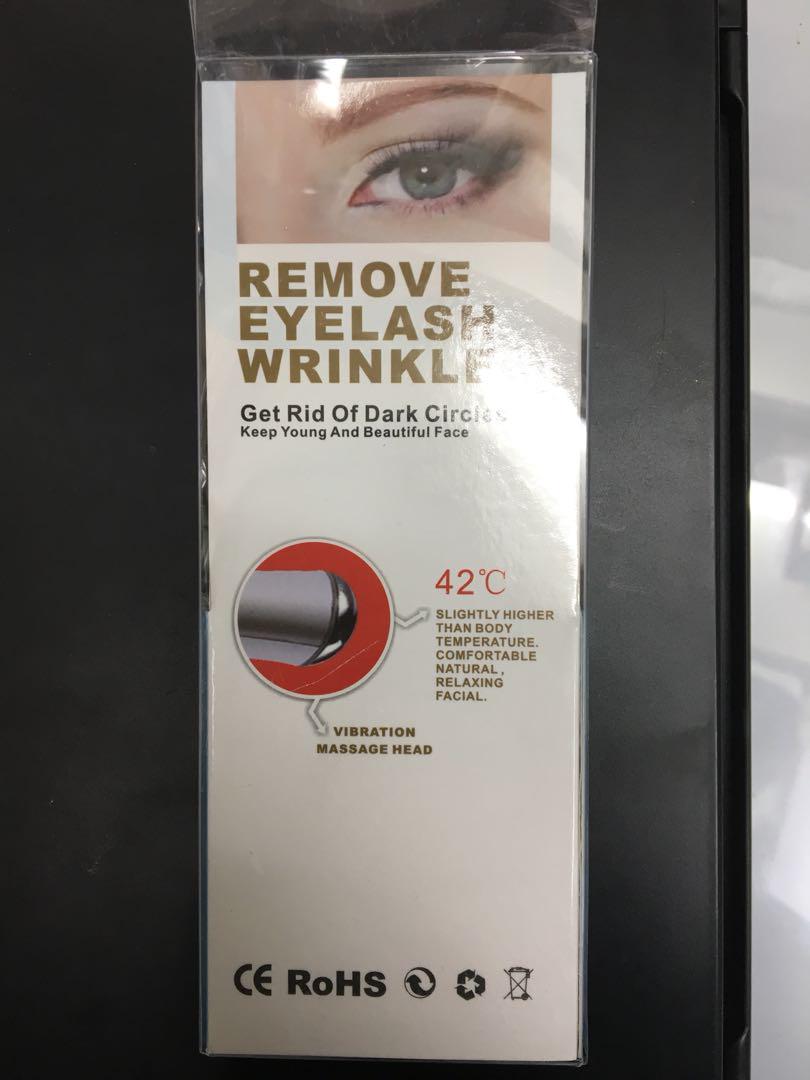 REMOVE
EYELASH
WRINKLE
Get Rid Of Dark Circles
Keep Young And Beautiful Face
42℃
SLIGHTLY HIGHER
THAN BODY
TEMPERATURE.
COMFORTABLE
NATURAL,
RELAXING
FACIAL.
VIBRATION
MASSAGE HEAD
CE RoHS